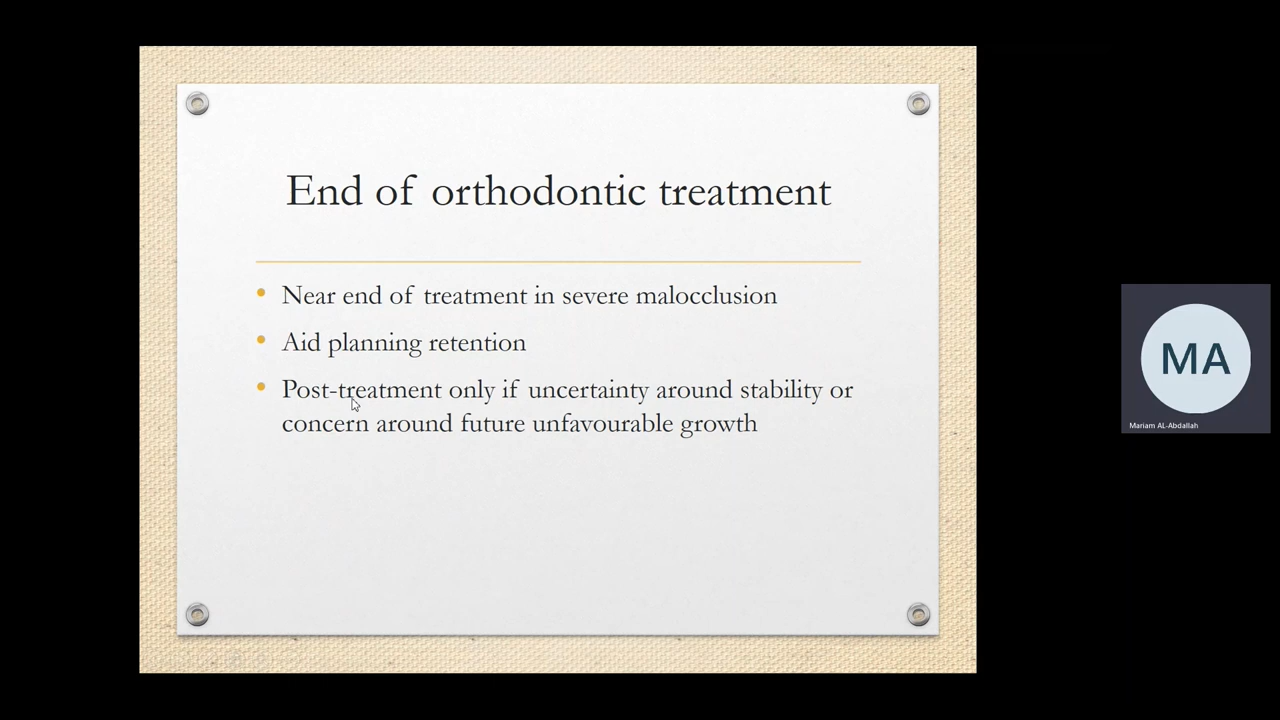 End of orthodontic treatment
Near end of treatment in severe malocclusion
Aid planning retention
Post-treatment only if uncertainty around stability or
concern around future unfavourable growth
MA
Mariam AL-Abdallah